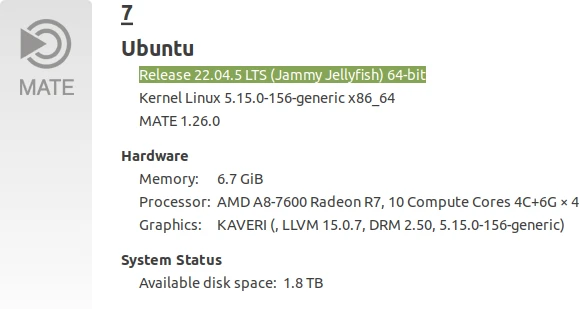 MATE
7
Ubuntu
Release 22.04.5 LTS (Jammy Jellyfish) 64-bit
Kernel Linux 5.15.0-156-generic x86_64
MATE 1.26.0
Hardware
Memory: 6.7 GiB
Processor: AMD A8-7600 Radeon R7, 10 Compute Cores 4C+6G × 4
Graphics: KAVERI (, LLVM 15.0.7, DRM 2.50, 5.15.0-156-generic)
System Status
Available disk space: 1.8 TB